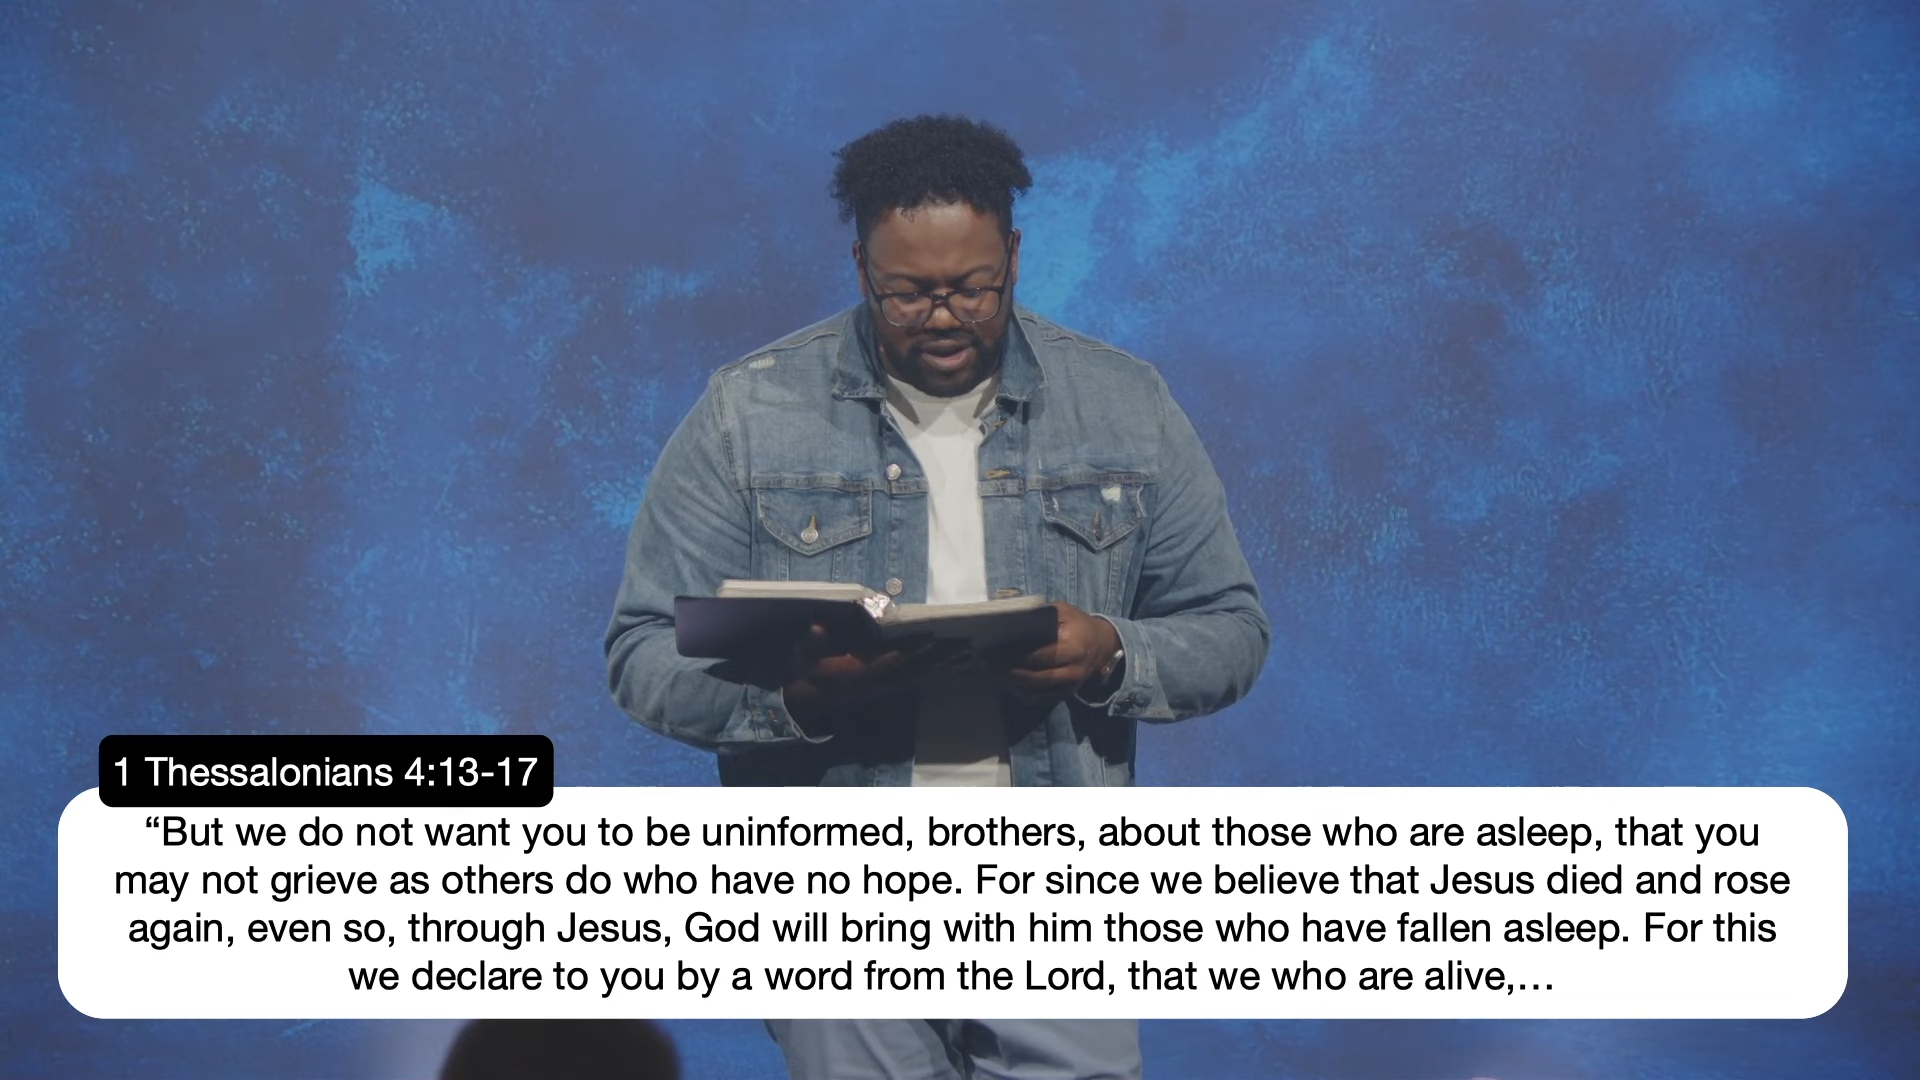 1 Thessalonians 4:13-17
“But we do not want you to be uninformed, brothers, about those who are asleep, that you
may not grieve as others do who have no hope. For since we believe that Jesus died and rose
again, even so, through Jesus, God will bring with him those who have fallen asleep. For this
we declare to you by a word from the Lord, that we who are alive,…